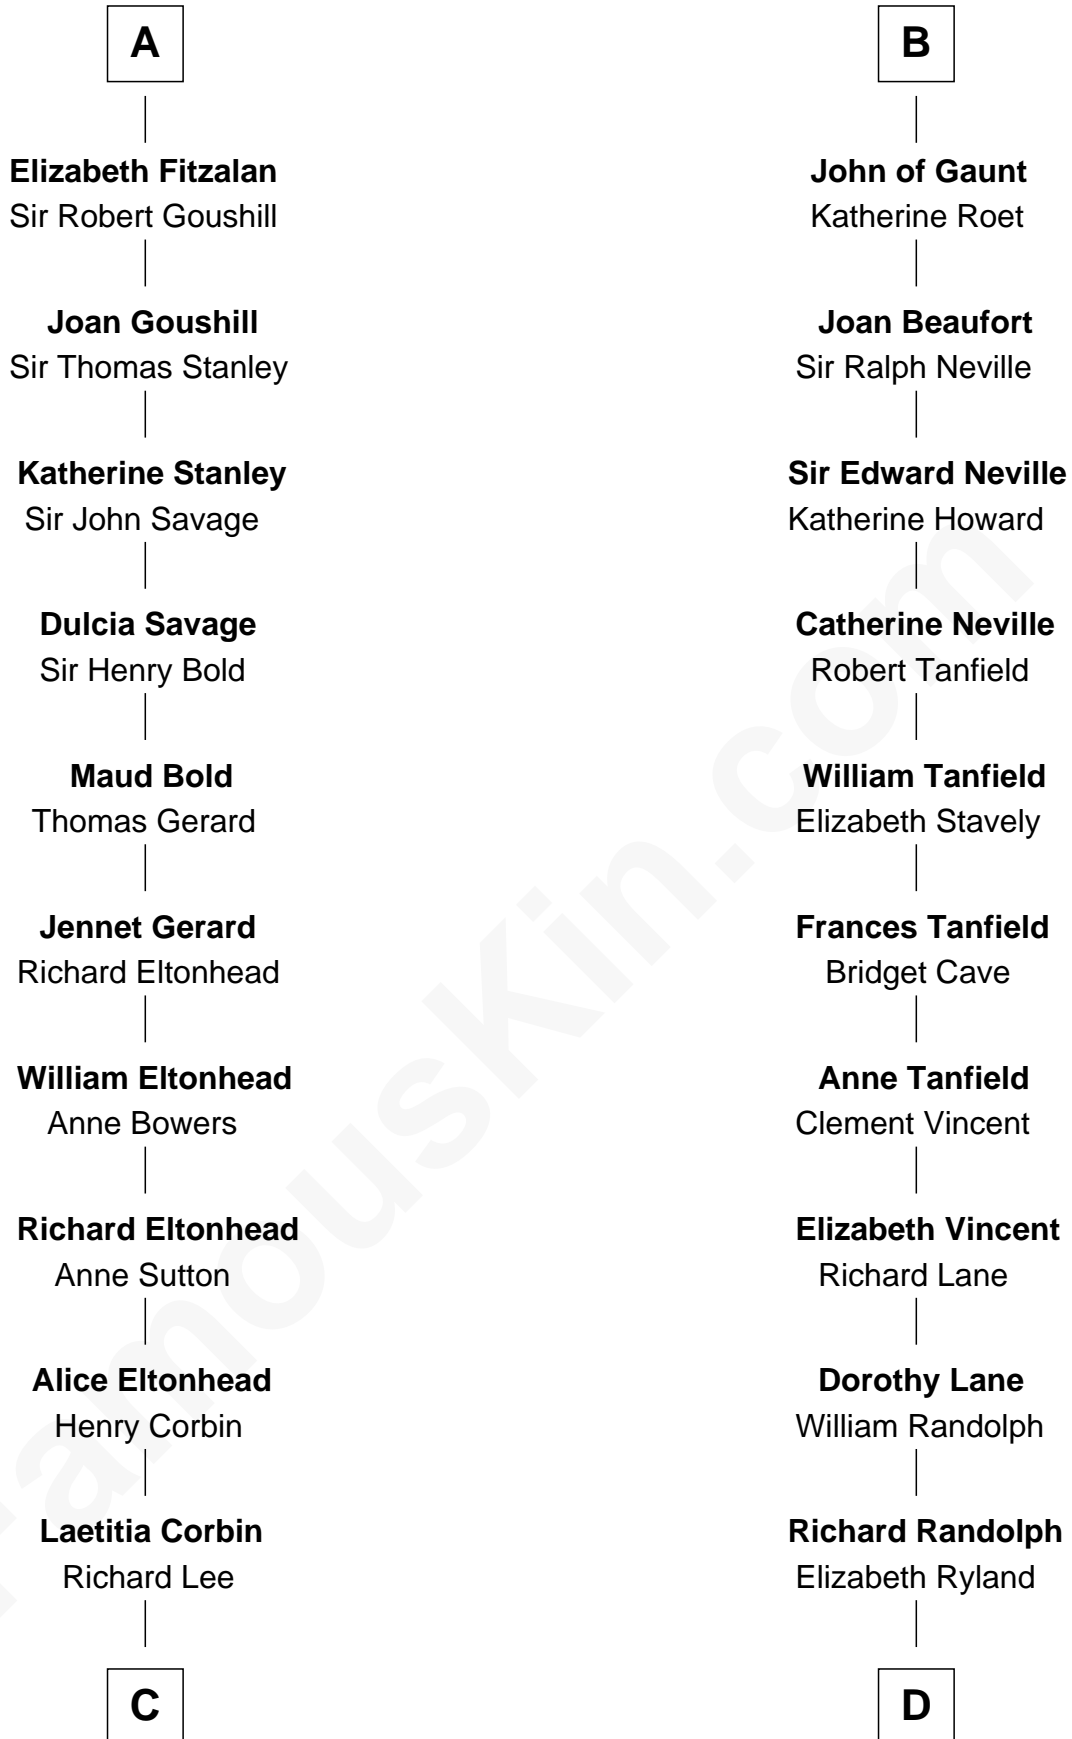 A
Elizabeth Fitzalan
Sir Robert Goushill
Joan Goushill
Sir Thomas Stanley
Katherine Stanley
Sir John Savage
Dulcia Savage
Sir Henry Bold
Maud Bold
Thomas Gerard
Jennet Gerard
Richard Eltonhead
William Eltonhead
Anne Bowers
Richard Eltonhead
Anne Sutton
Alice Eltonhead
Henry Corbin
Laetitia Corbin
Richard Lee
C
B
John of Gaunt
Katherine Roet
Joan Beaufort
Sir Ralph Neville
Sir Edward Neville
Katherine Howard
Catherine Neville
Robert Tanfield
William Tanfield
Elizabeth Stavely
Frances Tanfield
Bridget Cave
Anne Tanfield
Clement Vincent
Elizabeth Vincent
Richard Lane
Dorothy Lane
William Randolph
Richard Randolph
Elizabeth Ryland
D
FamousKin.com